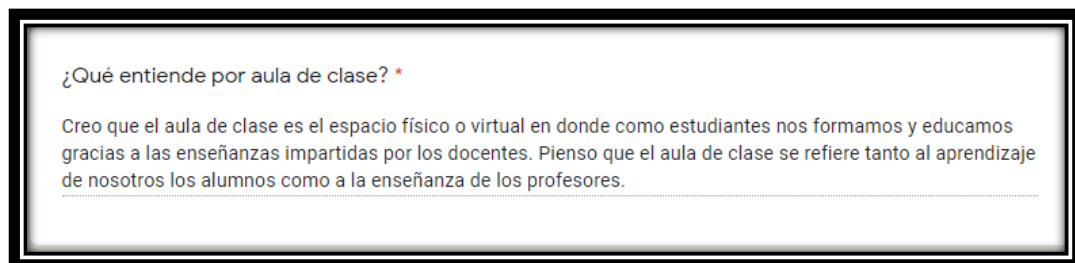 ¿Qué entiende por aula de clase? *
Creo que el aula de clase es el espacio físico o virtual en donde como estudiantes nos formamos y educamos
gracias a las enseñanzas impartidas por los docentes. Pienso que el aula de clase se refiere tanto al aprendizaje
de nosotros los alumnos como a la enseñanza de los profesores.